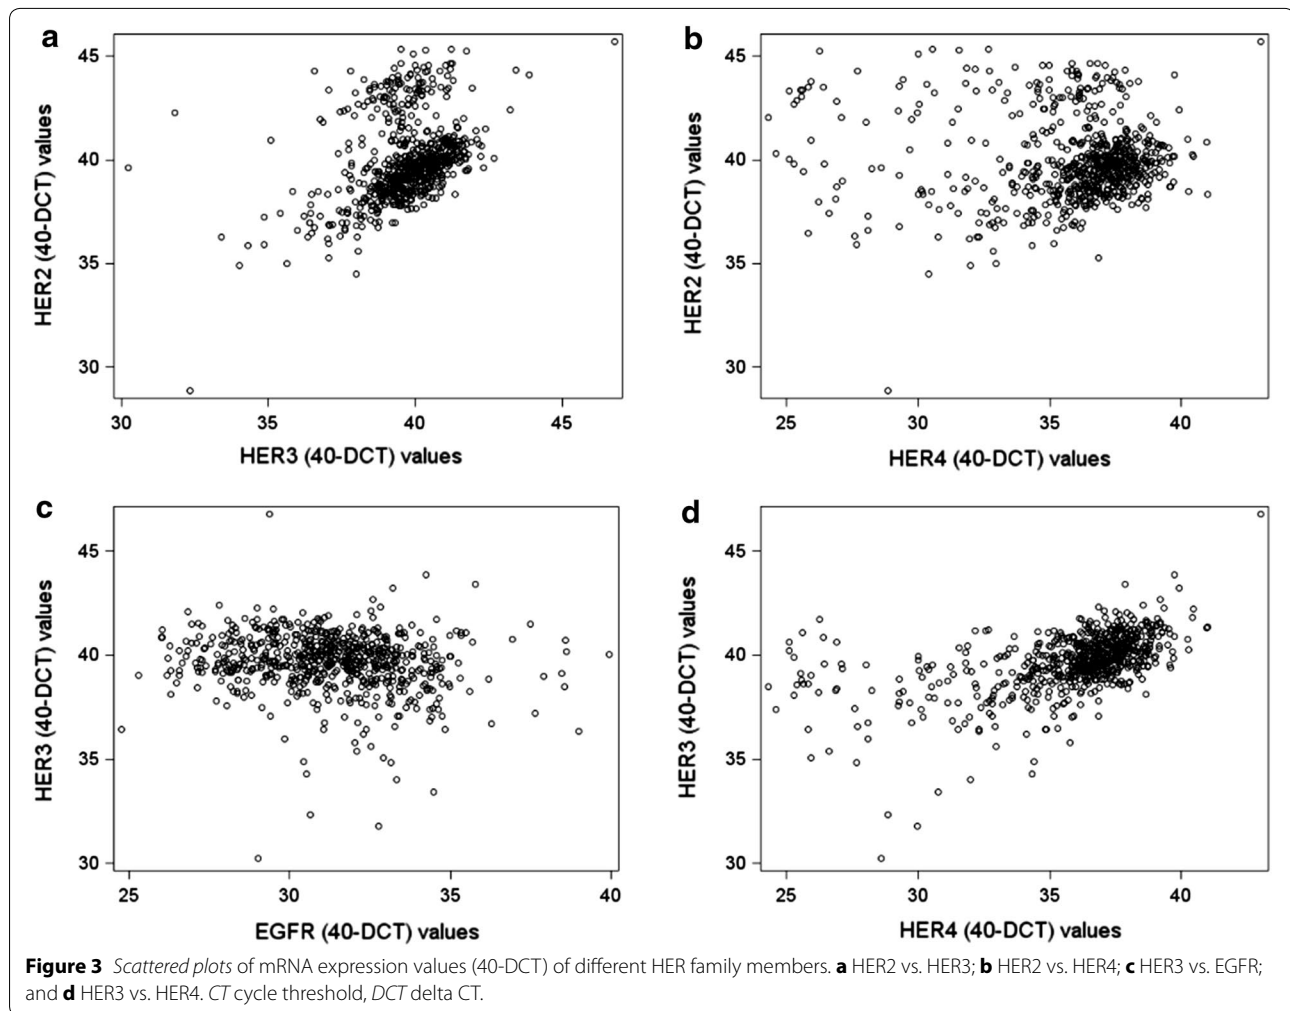 a
45
40
35
30
HER2 (40-DCT) values
30 35 40 45
HER3 (40-DCT) values
b
45
40
35
30
HER2 (40-DCT) values
25 30 35 40
HER4 (40-DCT) values
c
45
40
35
30
HER3 (40-DCT) values
25 30 35 40
EGFR (40-DCT) values
d
45
40
35
30
HER3 (40-DCT) values
25 30 35 40
HER4 (40-DCT) values
Figure 3 Scattered plots of mRNA expression values (40-DCT) of different HER family members. a HER2 vs. HER3; b HER2 vs. HER4; c HER3 vs. EGFR;
and d HER3 vs. HER4. CT cycle threshold, DCT delta CT.